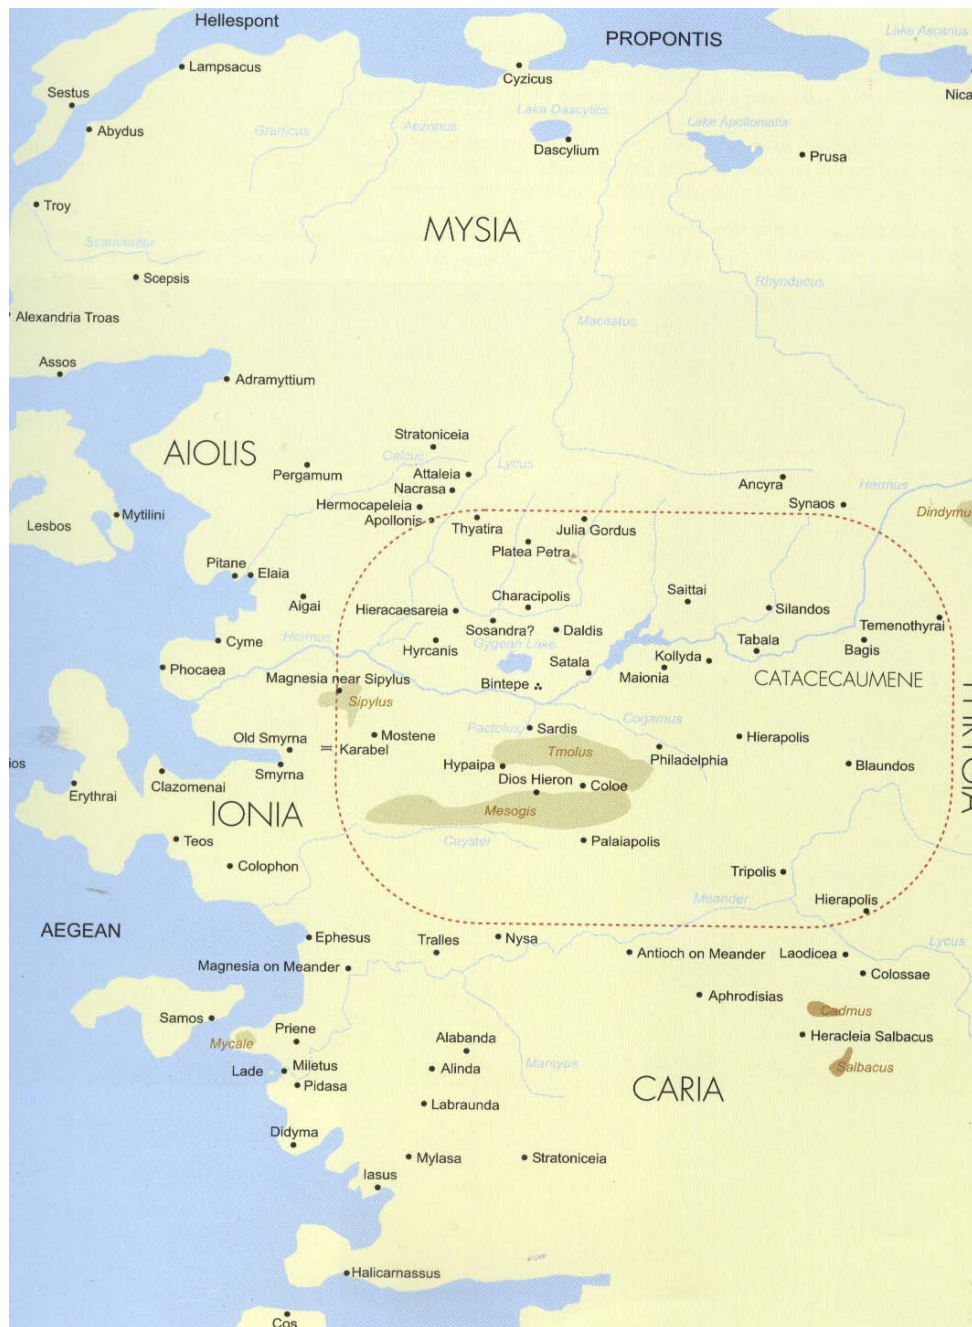 Hellespont
PROPONTIS
Lake Ascanus
Lampsacus
Cyzicus
Sestus
Nica
Lake Dascylitis
Granicus
Aezopus
Lake Apolloniatis
Abydus
Dascylium
Prusa
Troy
MYSIA
Scamander
Scepsis
Rhyndacus
Alexandria Troas
Macestus
Assos
Adramyttium
Stratoniceia
AIOLIS
Caicus
Lycus
Pergamum
Attaleia
Ancyra
Hermus
Nacrasa
Hermocapeleia
Synaos
Dindymu
Mytilini
Apollonis
Lesbos
Thyatira
Julia Gordus
Platea Petra
Pitane
Elaia
Aigai
Characipolis
Saittai
Hieracaesareia
Silandos
Temenothyrai
Sosandra?
Daldis
Cyme
Hermus
Hyrcanis
Gygean Lake
Tabala
Bagis
Phocaea
Satala
Kollyda
Magnesia near Sipylus
Maionia
CATACECAUMENE
Bintepe
Sipylus
Pactolus
Cogamus
Old Smyrna
Mostene
Sardis
Hierapolis
Karabel
Tmolus
Philadelphia
ios
Smyrna
Hypaipa
Blaundos
Clazomenai
Dios Hieron
Coloe
Erythrai
IONIA
Mesogis
Teos
Cayster
Palaiapolis
Colophon
Tripolis
Meander
Hierapolis
AEGEAN
Ephesus
Tralles
Nysa
Lycus
Magnesia on Meander
Antioch on Meander
Laodicea
Colossae
Aphrodisias
Samos
Cadmus
Priene
Mycale
Alabanda
Heracleia Salbacus
Lade
Miletus
Alinda
Marsyas
Salbacus
Pidasa
CARIA
Labraunda
Didyma
Mylasa
Stratoniceia
Iasus
Halicarnassus
Cos